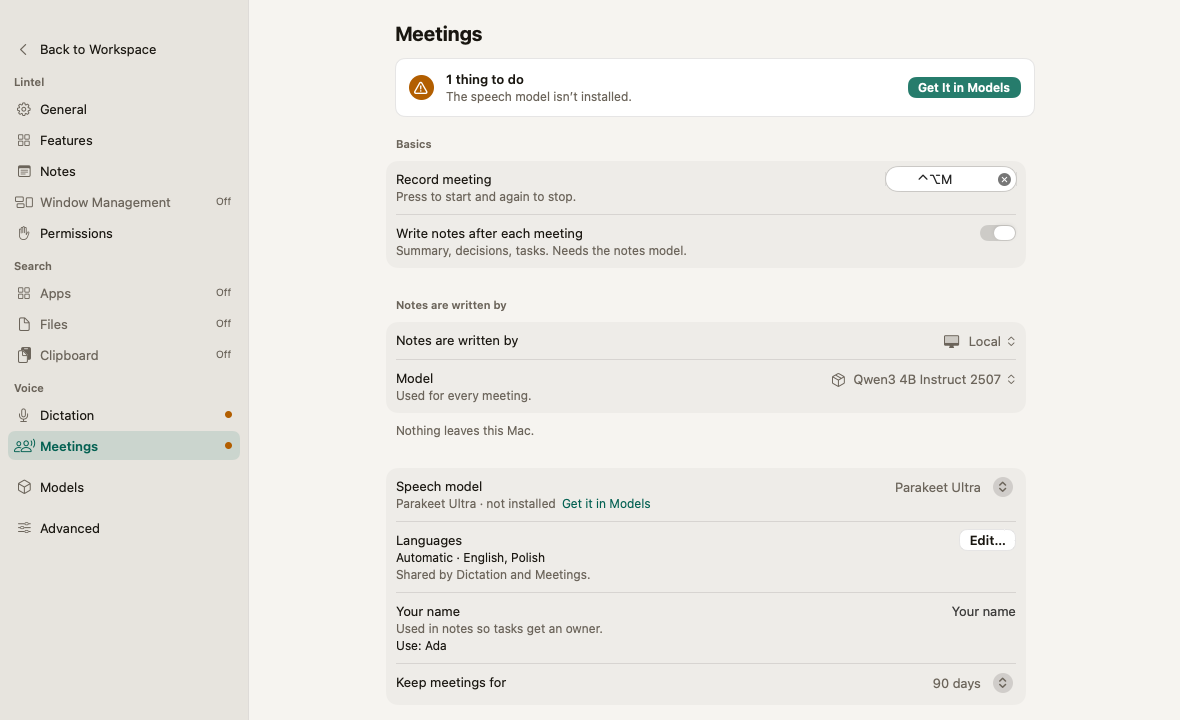 Back to Workspace
Lintel
General
Features
Notes
Window Management Off
Permissions
Search
Apps Off
Files Off
Clipboard Off
Voice
Dictation
Meetings
Models
Advanced
Meetings
1 thing to do
The speech model isn’t installed.
Get It in Models
Basics
Record meeting
Press to start and again to stop.
⌃⌥M
Write notes after each meeting
Summary, decisions, tasks. Needs the notes model.
Notes are written by
Notes are written by
Local
Model
Used for every meeting.
Qwen3 4B Instruct 2507
Nothing leaves this Mac.
Speech model
Parakeet Ultra · not installed Get it in Models
Parakeet Ultra
Languages
Automatic · English, Polish
Shared by Dictation and Meetings.
Edit...
Your name
Used in notes so tasks get an owner.
Use: Ada
Your name
Keep meetings for
90 days